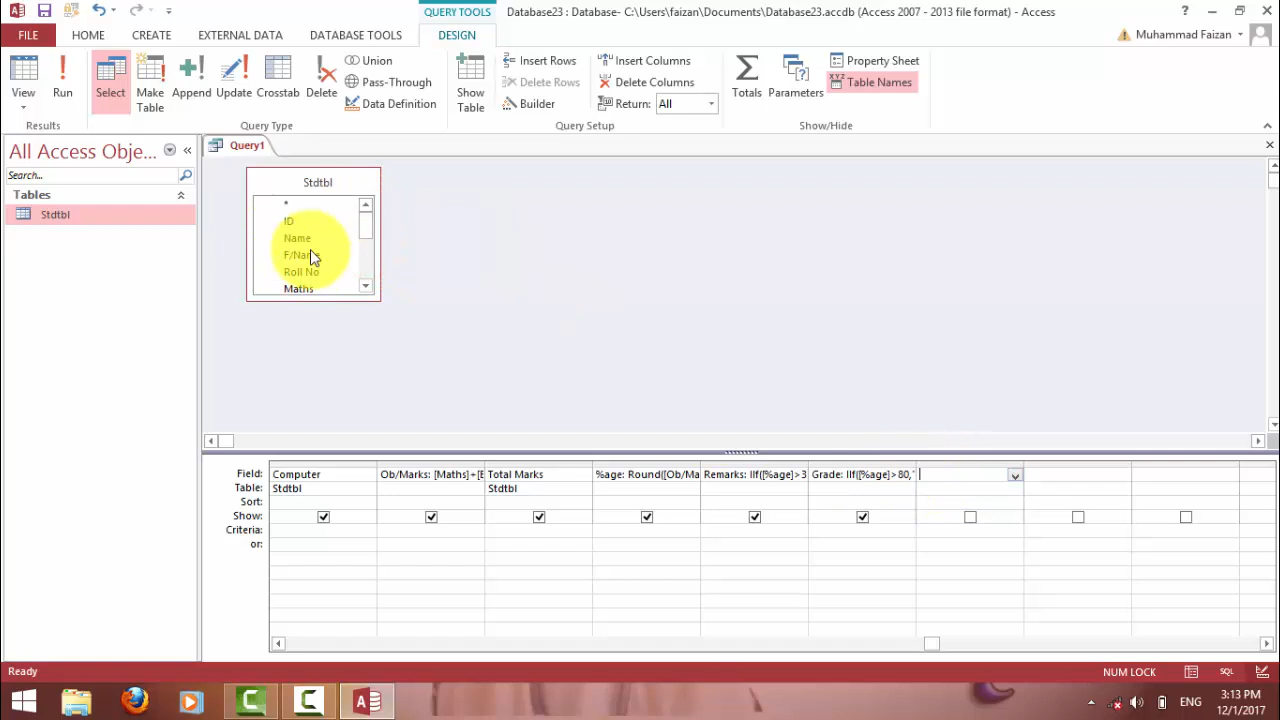 QUERY TOOLS
Database23 : Database- C:\Users\faizan\Documents\Database23.accdb (Access 2007 - 2013 file format) - Access
FILE HOME CREATE EXTERNAL DATA DATABASE TOOLS DESIGN
Muhammad Faizan
View
Run
Select
Make Table
Append
Update
Crosstab
Delete
Union
Pass-Through
Data Definition
Show Table
Insert Rows
Delete Rows
Builder
Insert Columns
Delete Columns
Return: All
Totals
Parameters
Property Sheet
Table Names
Results
Query Type
Query Setup
Show/Hide
All Access Obje...
Search...
Tables
Stdtbl
Query1
Stdtbl
*
ID
Name
F/Name
Roll No
Maths
Field: Computer Ob/Marks: [Maths]+[E Total Marks %age: Round([Ob/Ma Remarks: IIf([%age]>3 Grade: IIf([%age]>80,"
Table: Stdtbl Stdtbl
Sort:
Show:
Criteria:
or:
Ready
NUM LOCK
SQL
ENG
3:13 PM
12/1/2017